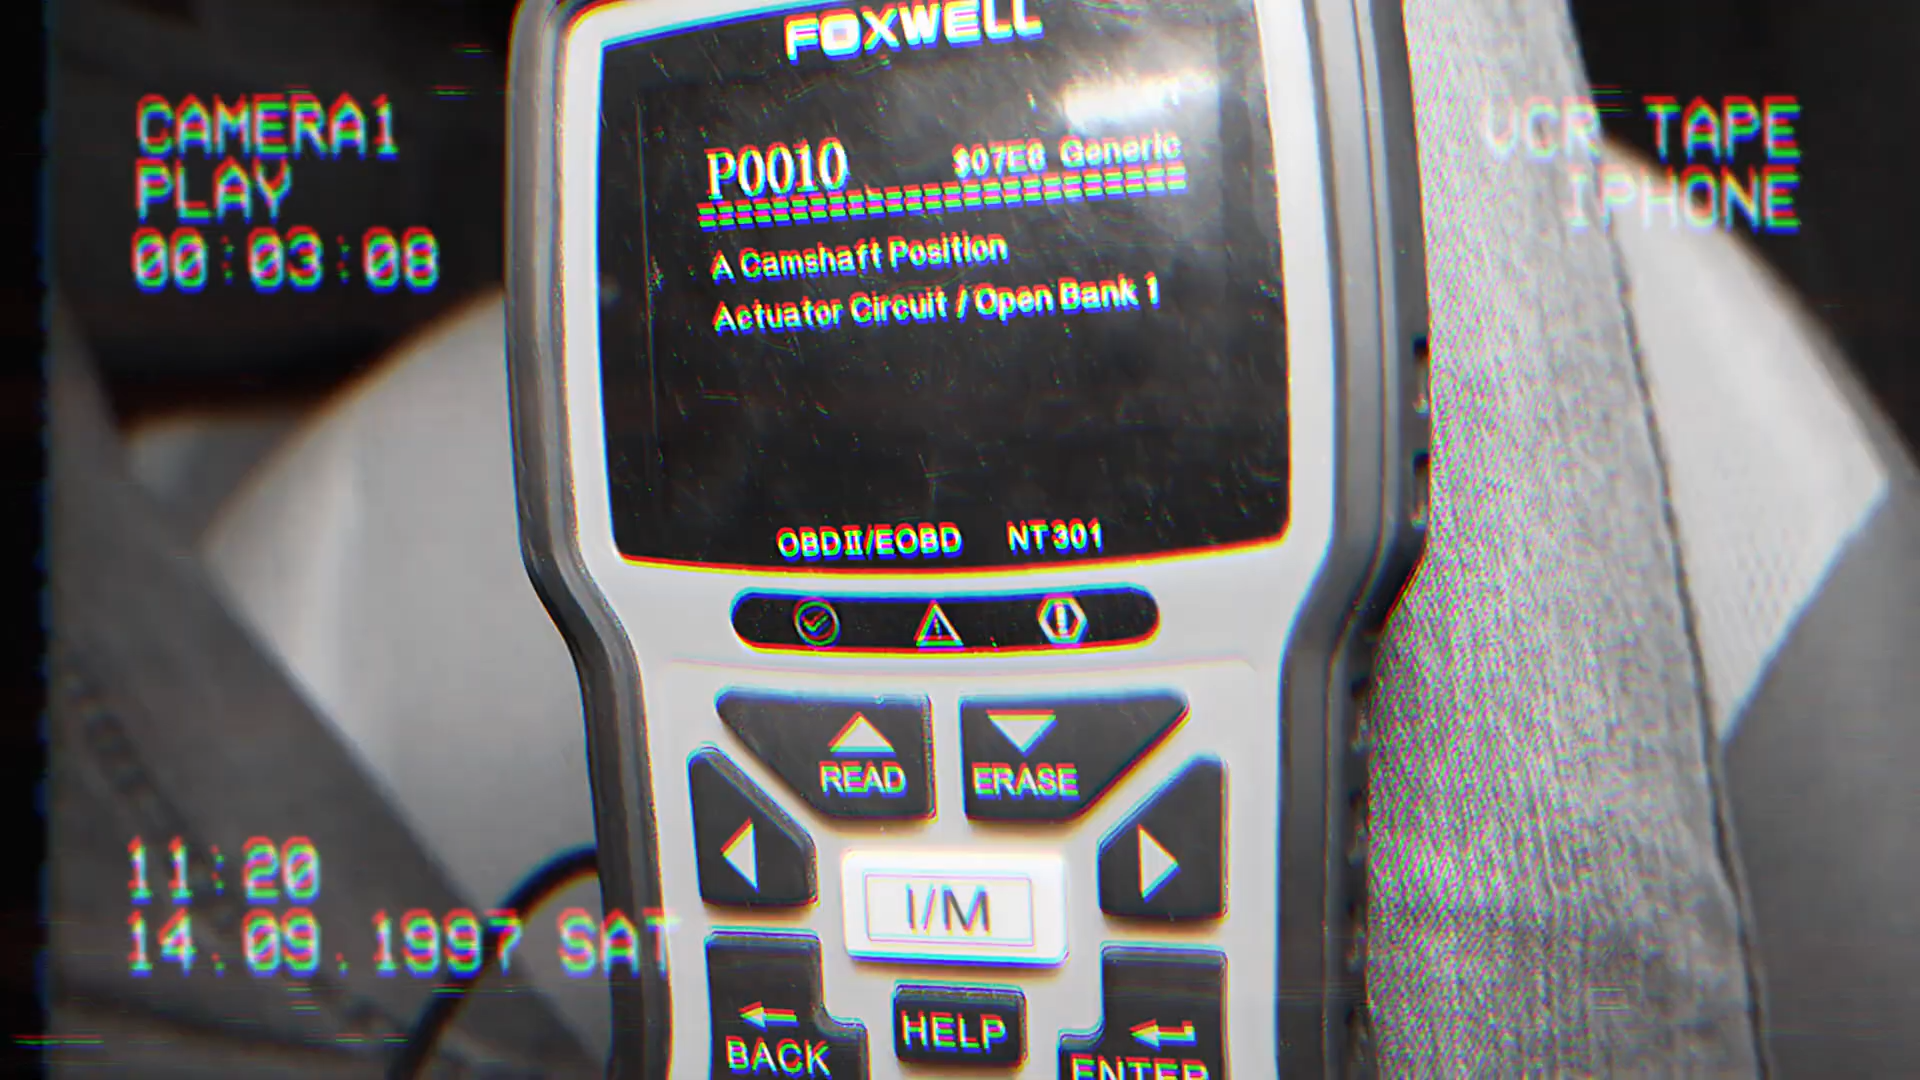 FOXWELL
CAMERA1
PLAY
00:03:08
VCR TAPE
IPHONE
P0010 $07E8 Generic
A Camshaft Position
Actuator Circuit / Open Bank 1
OBDII/EOBD NT301
READ
ERASE
I/M
11:20
14.09.1997 SAT
HELP
BACK
ENTER